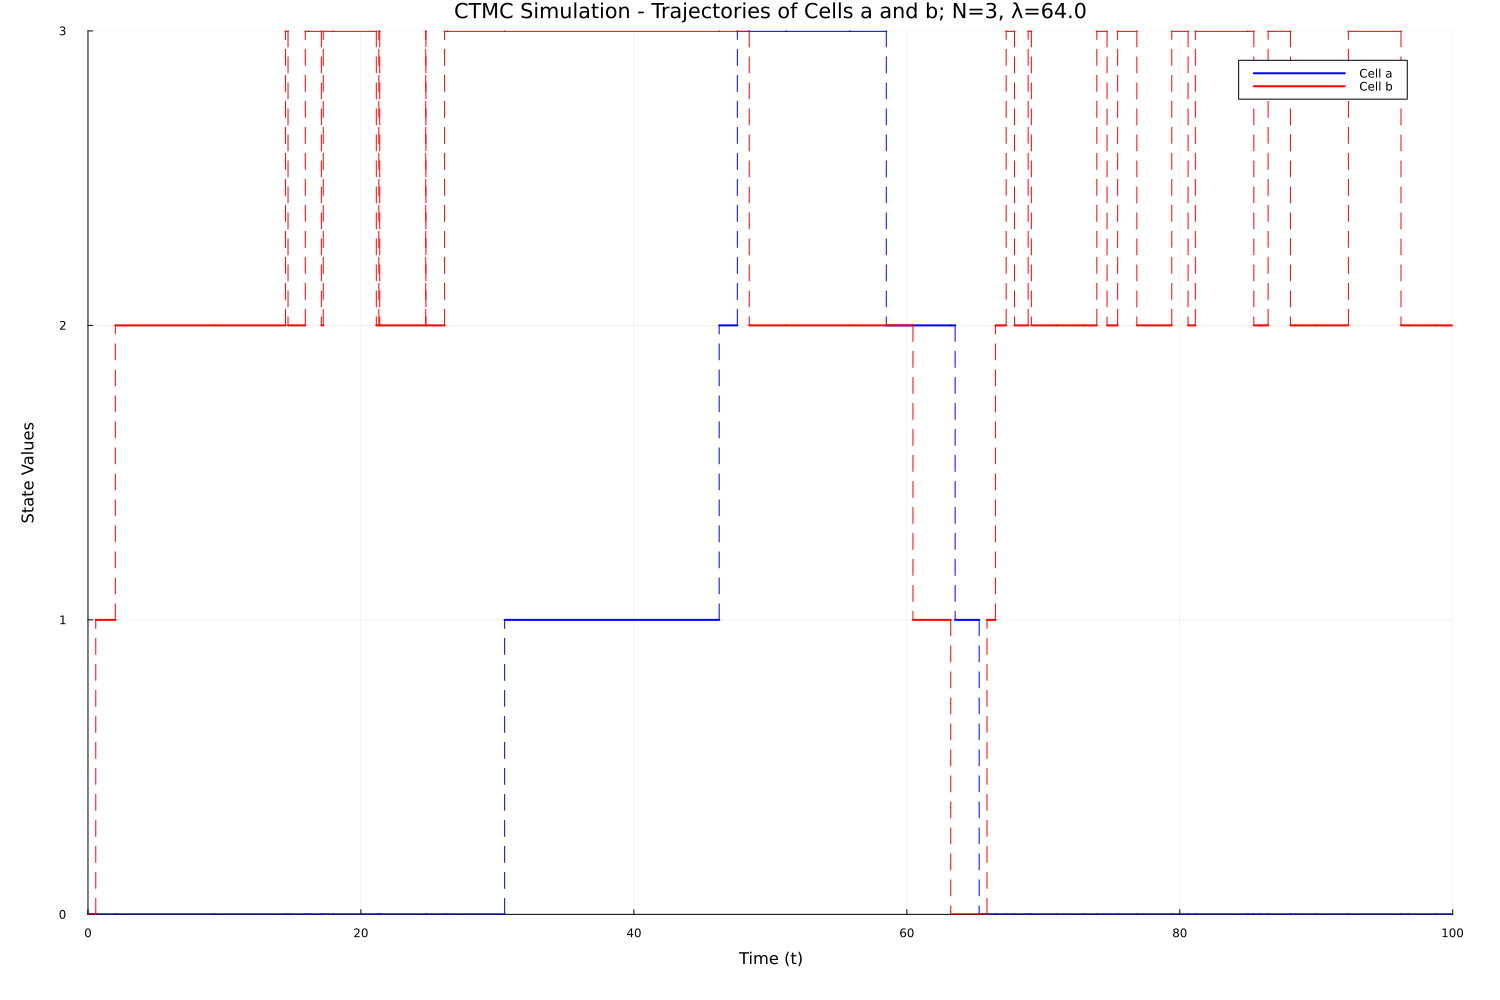 CTMC Simulation - Trajectories of Cells a and b; N=3, λ=64.0
3
Cell a
Cell b
2
State Values
1
0
0 20 40 60 80 100
Time (t)